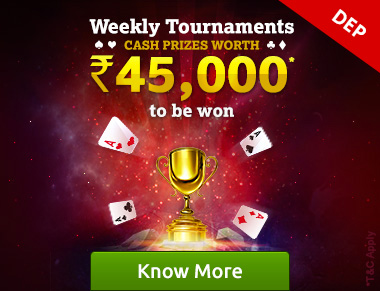 Weekly Tournaments
♠ ♥ CASH PRIZES WORTH ♣ ♦
₹45,000*
to be won
DEP
Know More
*T&C Apply